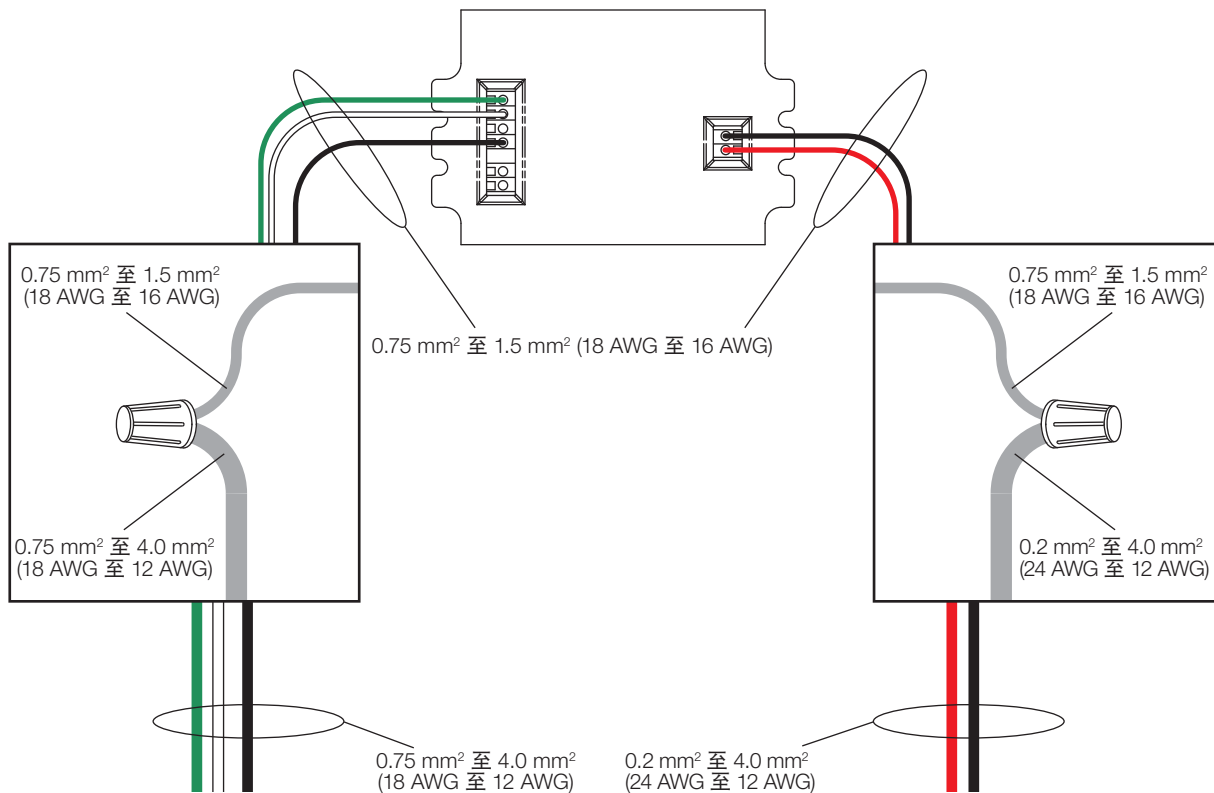 0.75 mm² 至 1.5 mm²
(18 AWG 至 16 AWG)
0.75 mm² 至 1.5 mm²
(18 AWG 至 16 AWG)
0.75 mm² 至 1.5 mm² (18 AWG 至 16 AWG)
0.75 mm² 至 4.0 mm²
(18 AWG 至 12 AWG)
0.2 mm² 至 4.0 mm²
(24 AWG 至 12 AWG)
0.75 mm² 至 4.0 mm²
(18 AWG 至 12 AWG)
0.2 mm² 至 4.0 mm²
(24 AWG 至 12 AWG)